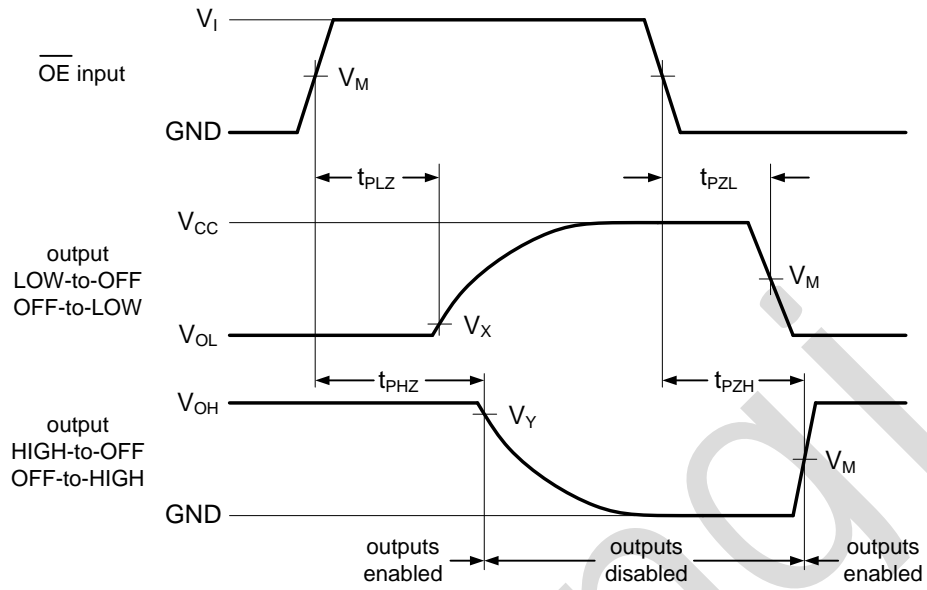 V_I
OE input
V_M
GND
t_PLZ
t_PZL
V_CC
output
LOW-to-OFF
OFF-to-LOW
V_M
V_X
V_OL
t_PHZ
t_PZH
V_OH
V_Y
output
HIGH-to-OFF
OFF-to-HIGH
V_M
GND
outputs
enabled
outputs
disabled
outputs
enabled